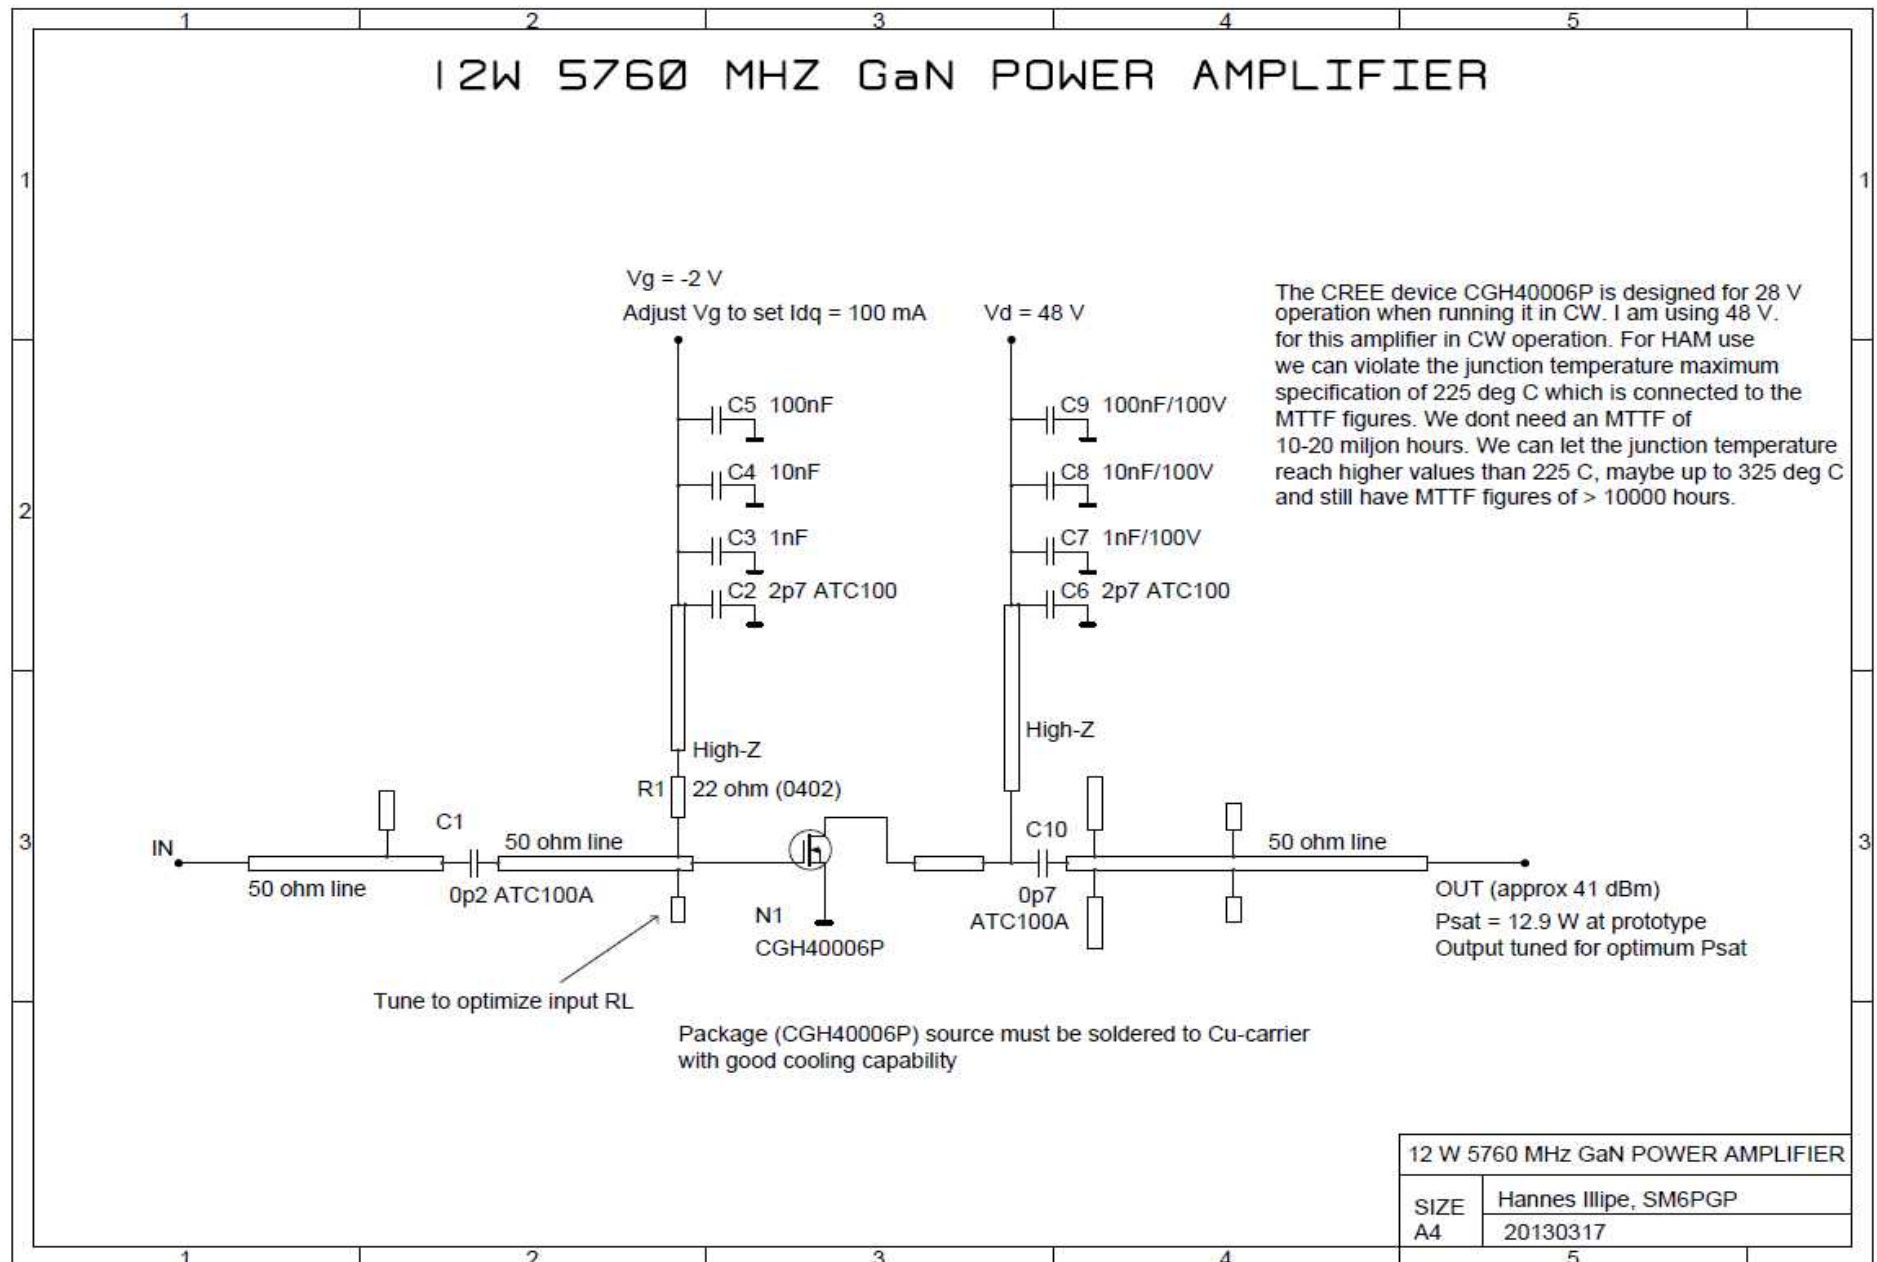 1 2 3 4 5
12W 5760 MHZ GaN POWER AMPLIFIER
1 1
Vg = -2 V
Adjust Vg to set Idq = 100 mA
Vd = 48 V
The CREE device CGH40006P is designed for 28 V
operation when running it in CW. I am using 48 V.
for this amplifier in CW operation. For HAM use
we can violate the junction temperature maximum
specification of 225 deg C which is connected to the
MTTF figures. We dont need an MTTF of
10-20 miljon hours. We can let the junction temperature
reach higher values than 225 C, maybe up to 325 deg C
and still have MTTF figures of > 10000 hours.
C5 100nF
C9 100nF/100V
C4 10nF
C8 10nF/100V
2 2
C3 1nF
C7 1nF/100V
C2 2p7 ATC100
C6 2p7 ATC100
High-Z
High-Z
R1 22 ohm (0402)
C1
C10
3 3
IN
50 ohm line
50 ohm line
50 ohm line
0p2 ATC100A
0p7
ATC100A
N1
CGH40006P
OUT (approx 41 dBm)
Psat = 12.9 W at prototype
Output tuned for optimum Psat
Tune to optimize input RL
Package (CGH40006P) source must be soldered to Cu-carrier
with good cooling capability
12 W 5760 MHz GaN POWER AMPLIFIER
SIZE
A4
Hannes Illipe, SM6PGP
20130317
1 2 3 4 5